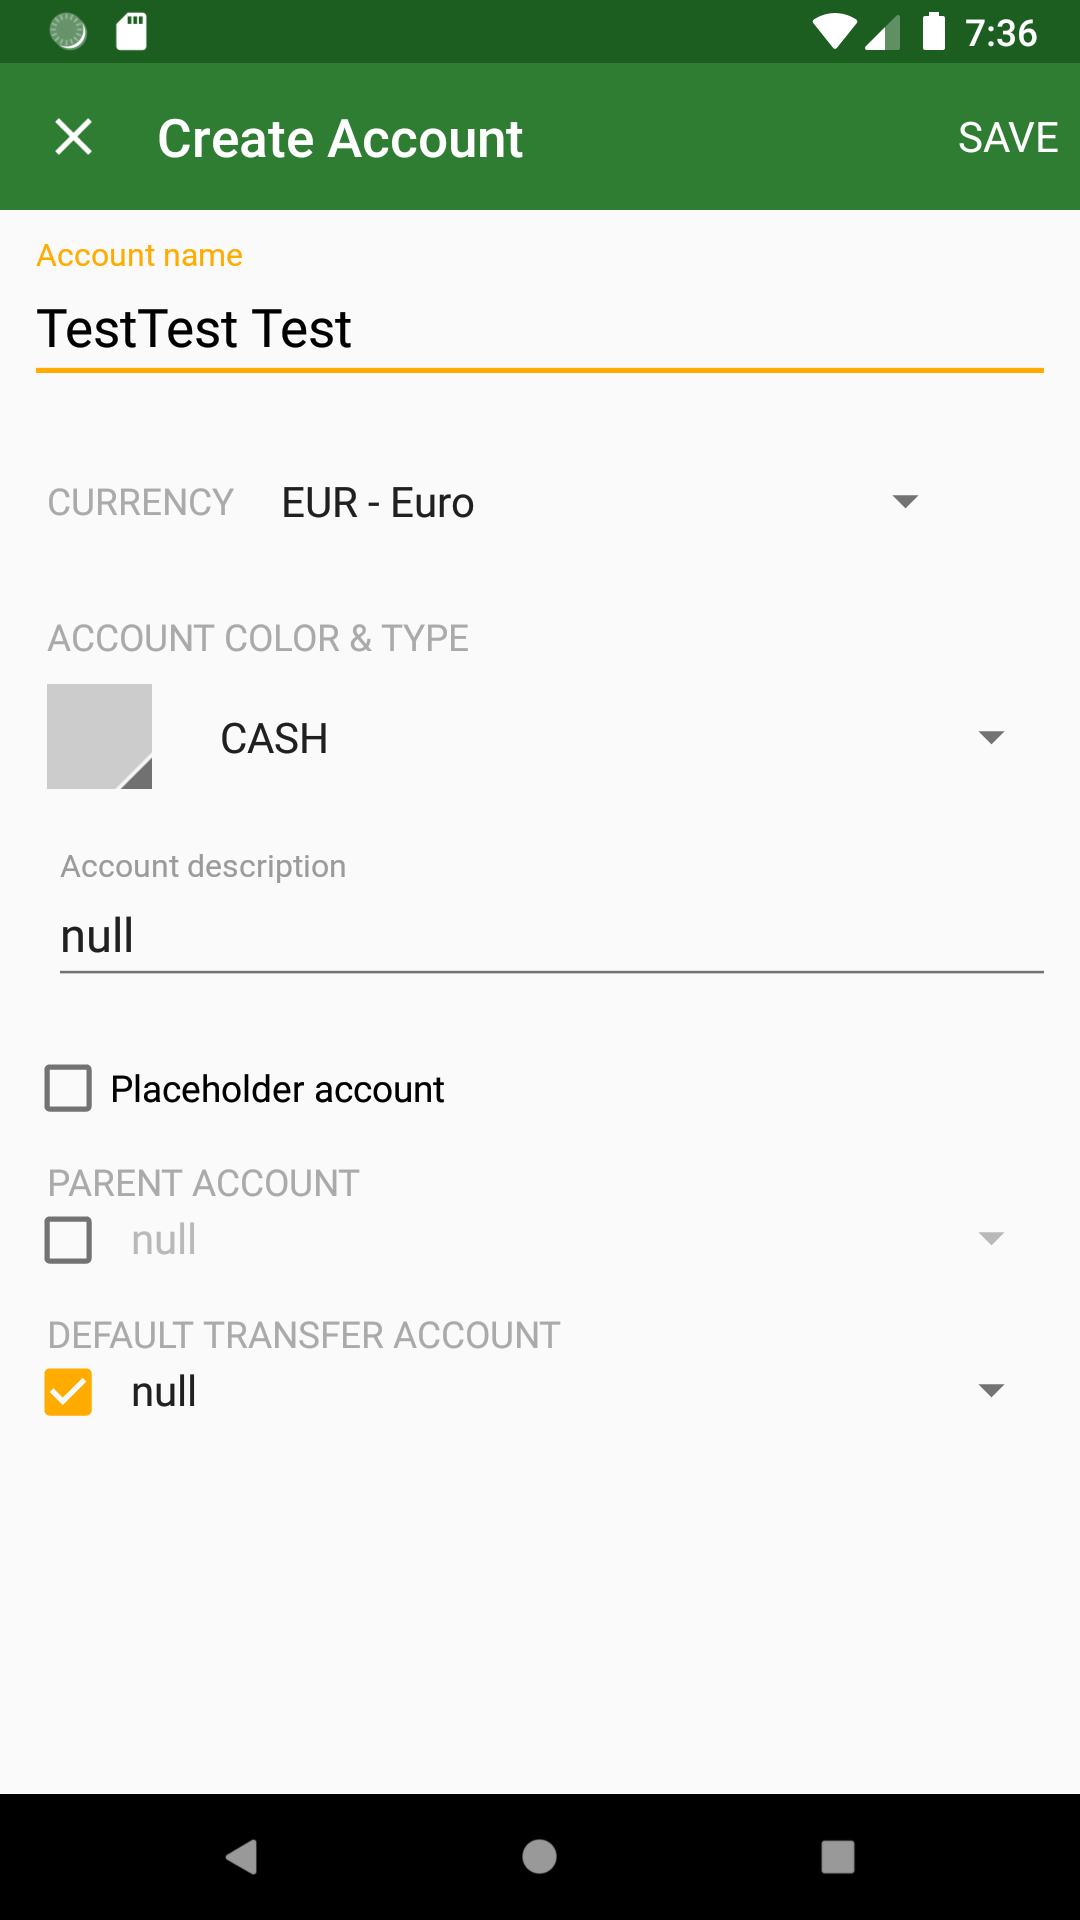 7:36
Create Account
SAVE
Account name
TestTest Test
CURRENCY EUR - Euro
ACCOUNT COLOR & TYPE
CASH
Account description
null
Placeholder account
PARENT ACCOUNT
null
DEFAULT TRANSFER ACCOUNT
null